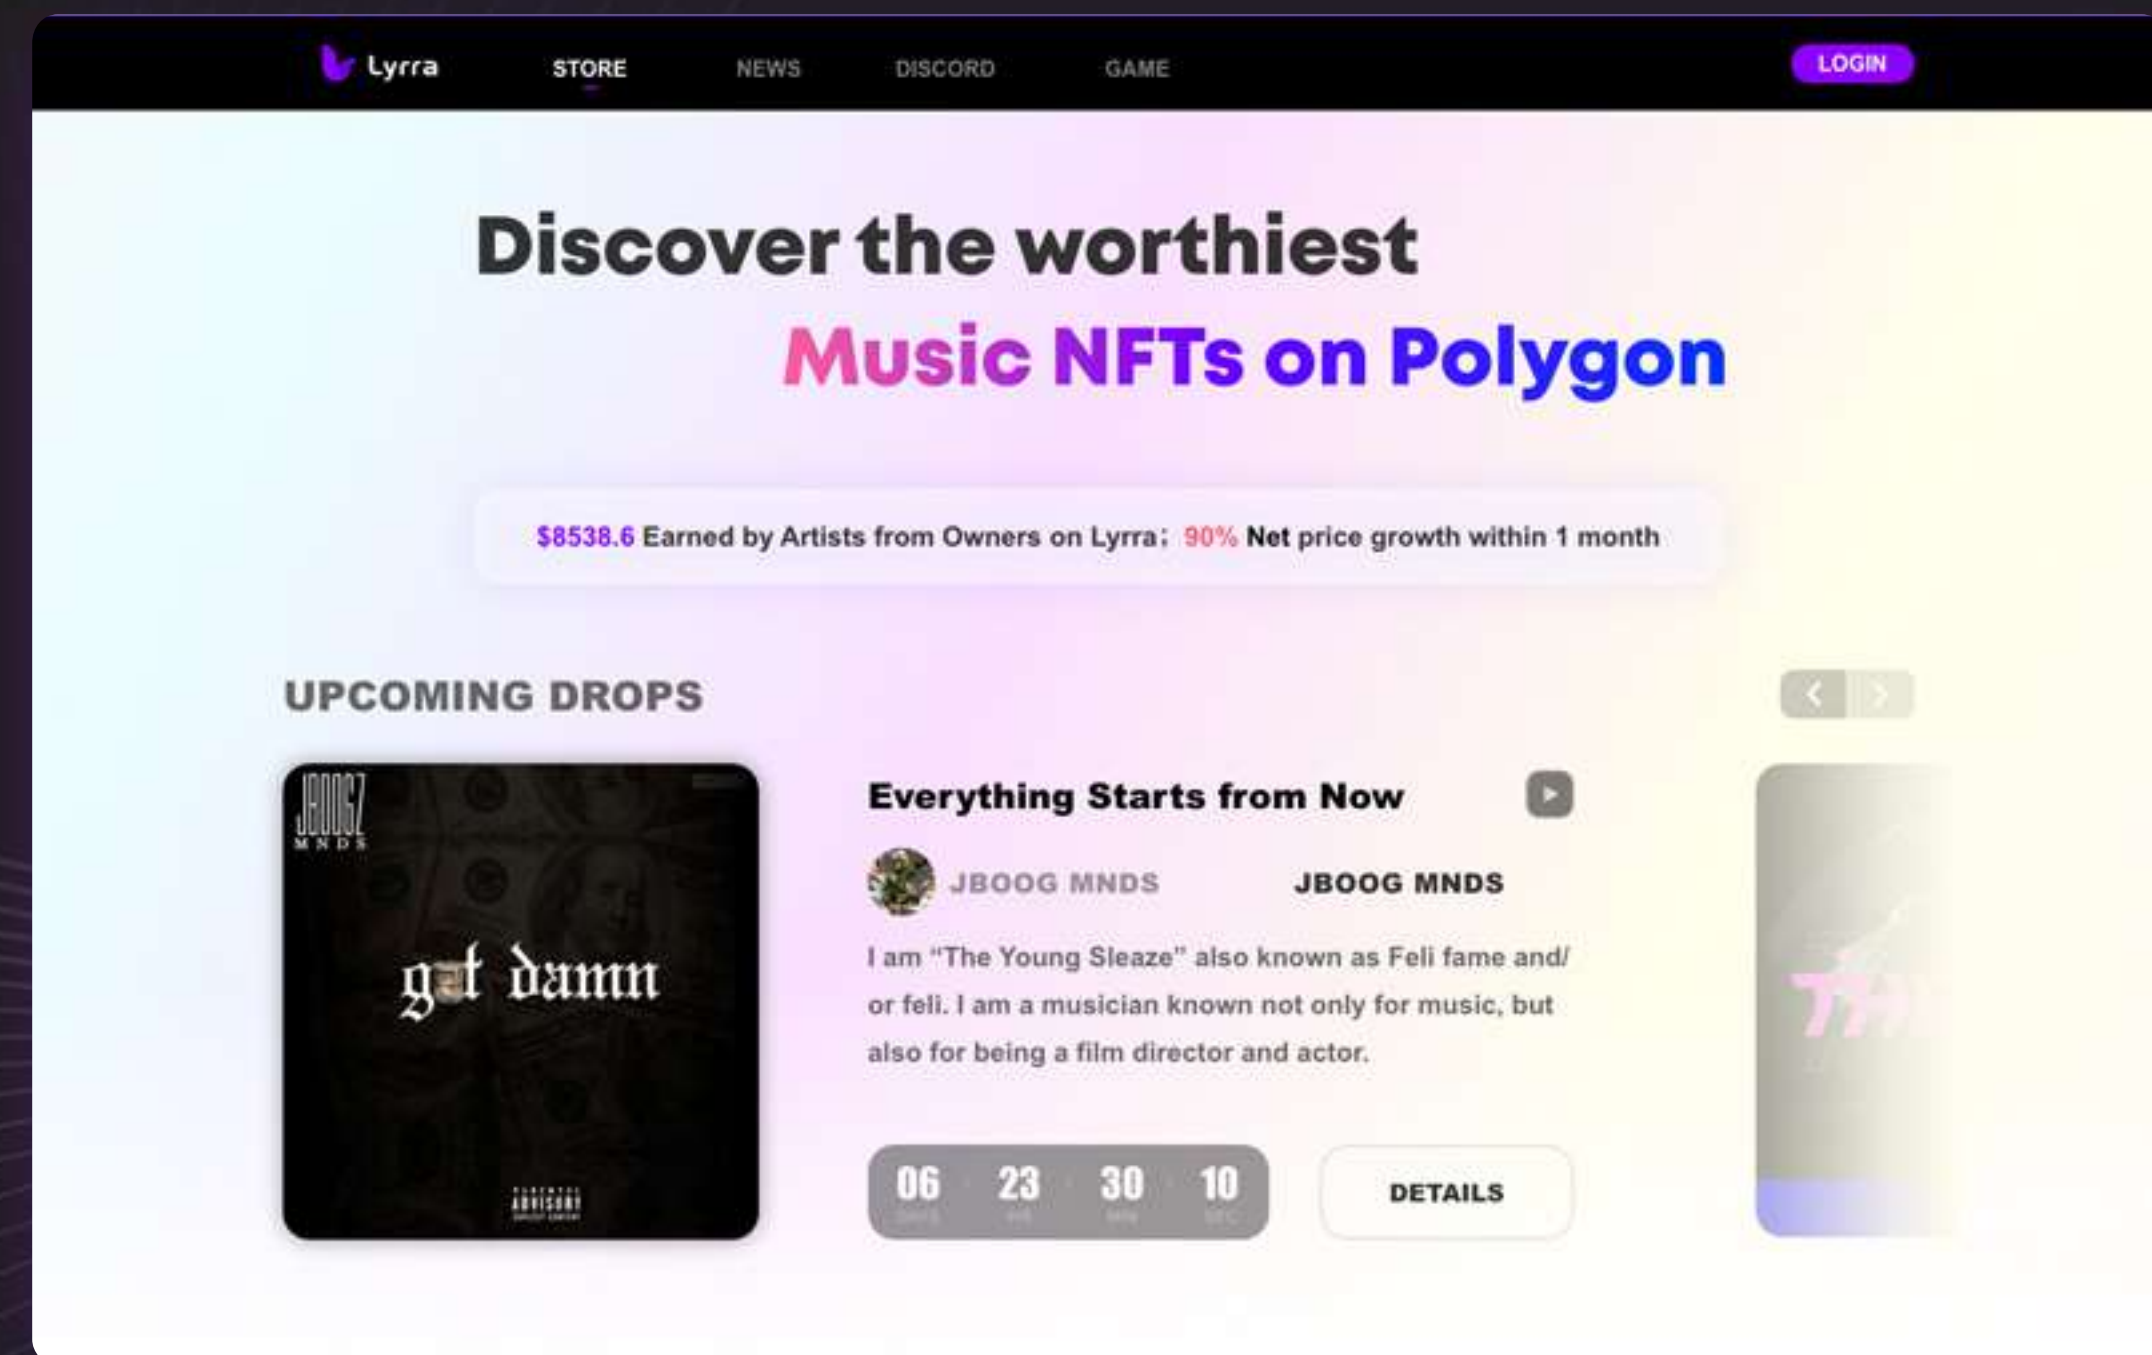 Lyrra
STORE
NEWS
DISCORD
GAME
LOGIN
Discover the worthiest
Music NFTs on Polygon
$8538.6 Earned by Artists from Owners on Lyrra; 90% Net price growth within 1 month
UPCOMING DROPS
JBOOGZ
MNDS
got damn
ADVISORY
Everything Starts from Now
JBOOG MNDS
JBOOG MNDS
I am “The Young Sleaze” also known as Feli fame and/
or feli. I am a musician known not only for music, but
also for being a film director and actor.
06 23 30 10
DETAILS